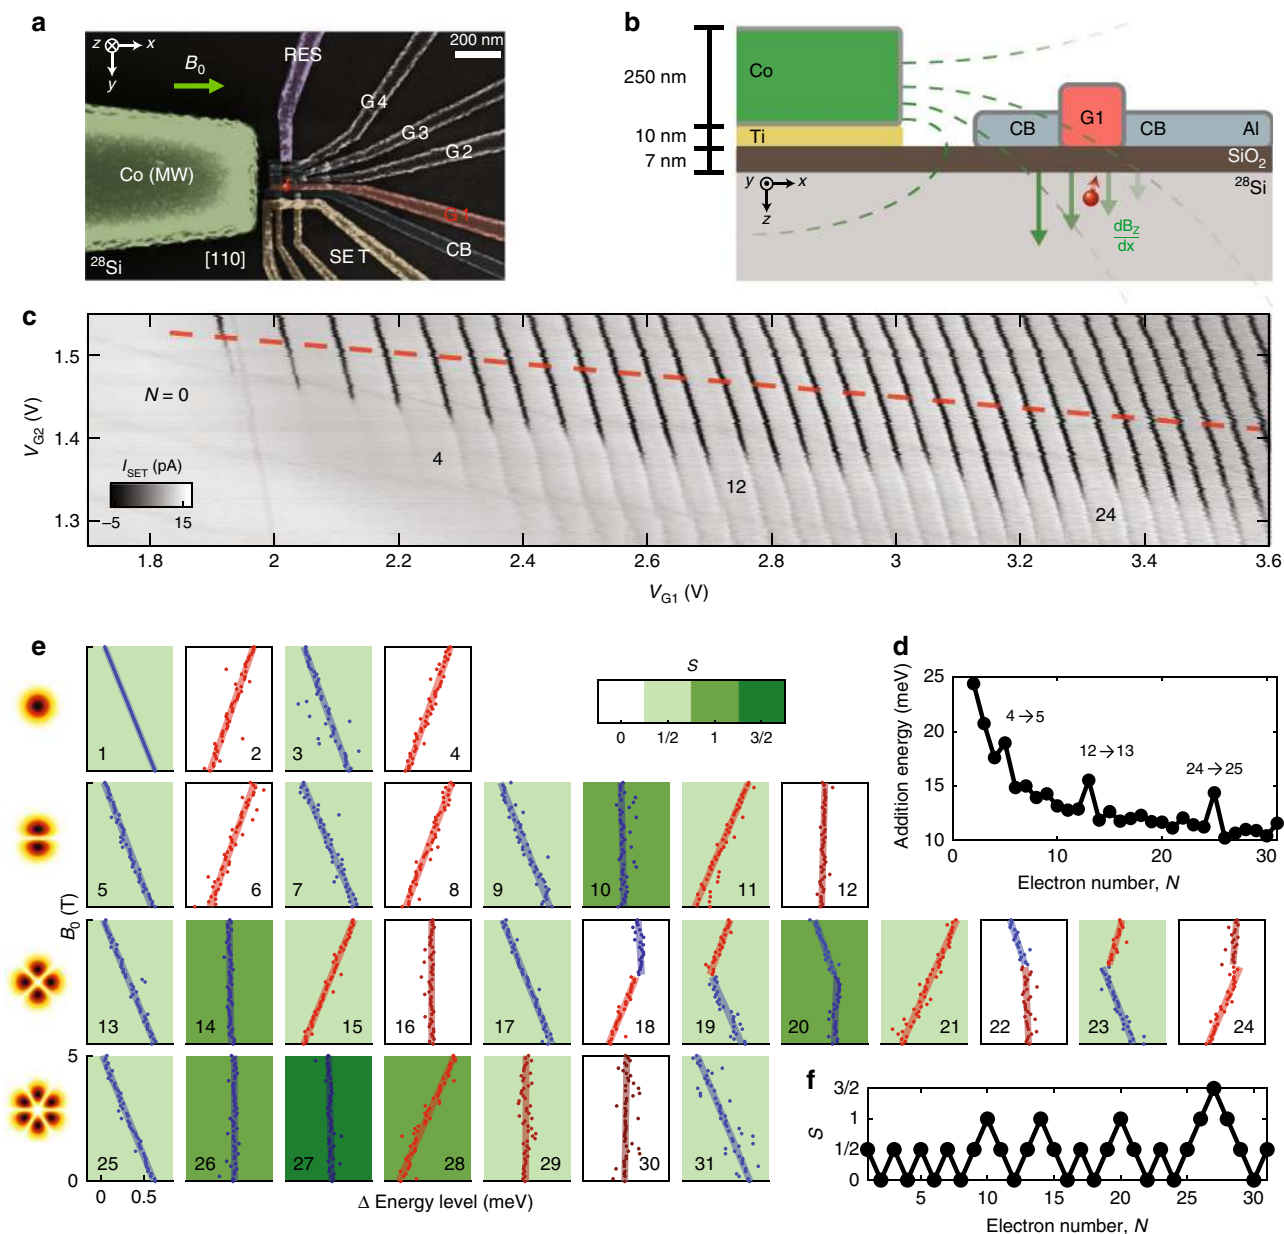 a
z x
y
B0
RES
200 nm
G4
G3
G2
Co (MW)
G1
CB
SET
[110]
28Si
b
250 nm
10 nm
7 nm
Co
Ti
CB
G1
CB
Al
SiO2
28Si
y x
z
dBz
dx
c
VG2 (V)
1.5
1.4
1.3
N = 0
4
12
24
ISET (pA)
–5 15
1.8 2 2.2 2.4 2.6 2.8 3 3.2 3.4 3.6
VG1 (V)
e
S
0 1/2 1 3/2
1 2 3 4
5 6 7 8 9 10 11 12
13 14 15 16 17 18 19 20 21 22 23 24
25 26 27 28 29 30 31
B0 (T)
5
0
0 0.5
Δ Energy level (meV)
d
Addition energy (meV)
25
20
15
10
4→5
12→13
24→25
0 10 20 30
Electron number, N
f
S
3/2
1
1/2
0
5 10 15 20 25 30
Electron number, N